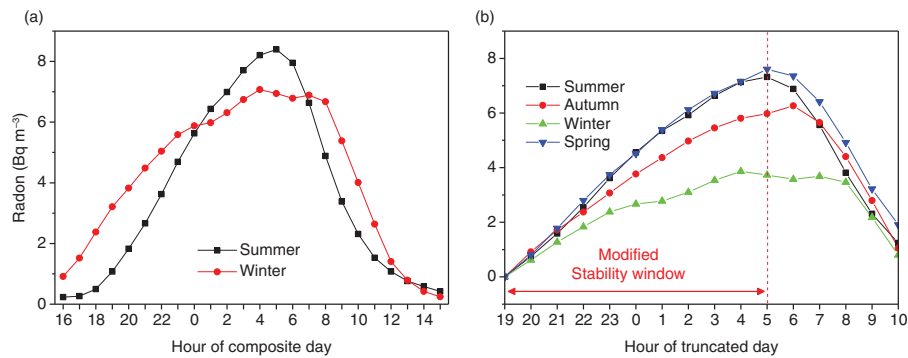 (a)
8
6
4
2
0
Radon (Bq m⁻³)
Summer
Winter
16 18 20 22 0 2 4 6 8 10 12 14
Hour of composite day
(b)
8
6
4
2
0
Summer
Autumn
Winter
Spring
Modified
Stability window
19 20 21 22 23 0 1 2 3 4 5 6 7 8 9 10
Hour of truncated day